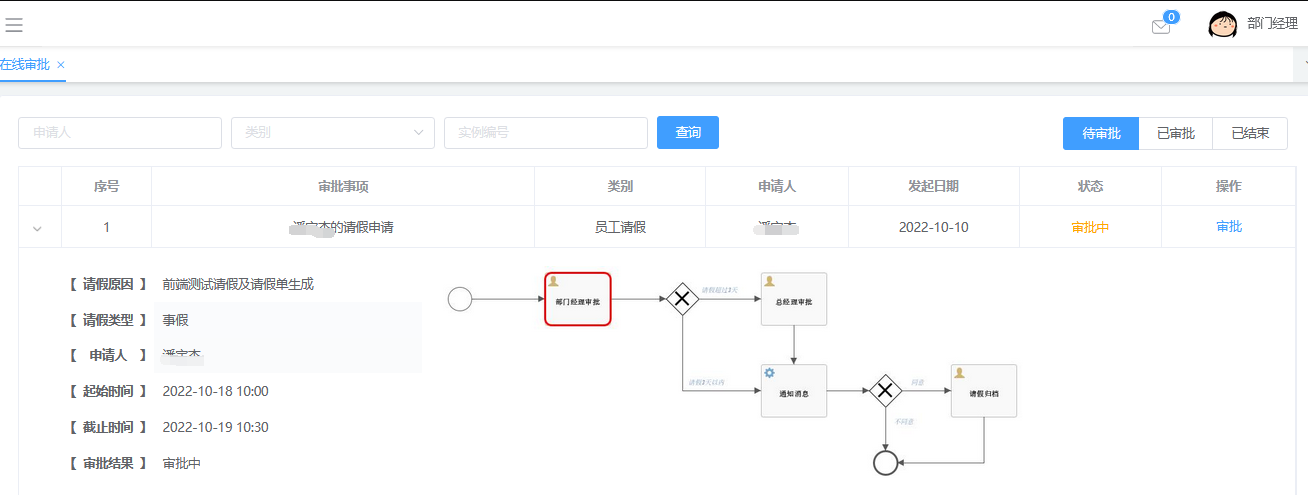 0
部门经理
在线审批 ×
申请人
类别
实例编号
查询
待审批
已审批
已结束
序号
审批事项
类别
申请人
发起日期
状态
操作
1
的请假申请
员工请假
2022-10-10
审批中
审批
【 请假原因 】 前端测试请假及请假单生成
【 请假类型 】 事假
【 申请人 】
【 起始时间 】 2022-10-18 10:00
【 截止时间 】 2022-10-19 10:30
【 审批结果 】 审批中
部门经理审批
请假超过3天
总经理审批
请假3天以内
通知消息
同意
请假归档
不同意